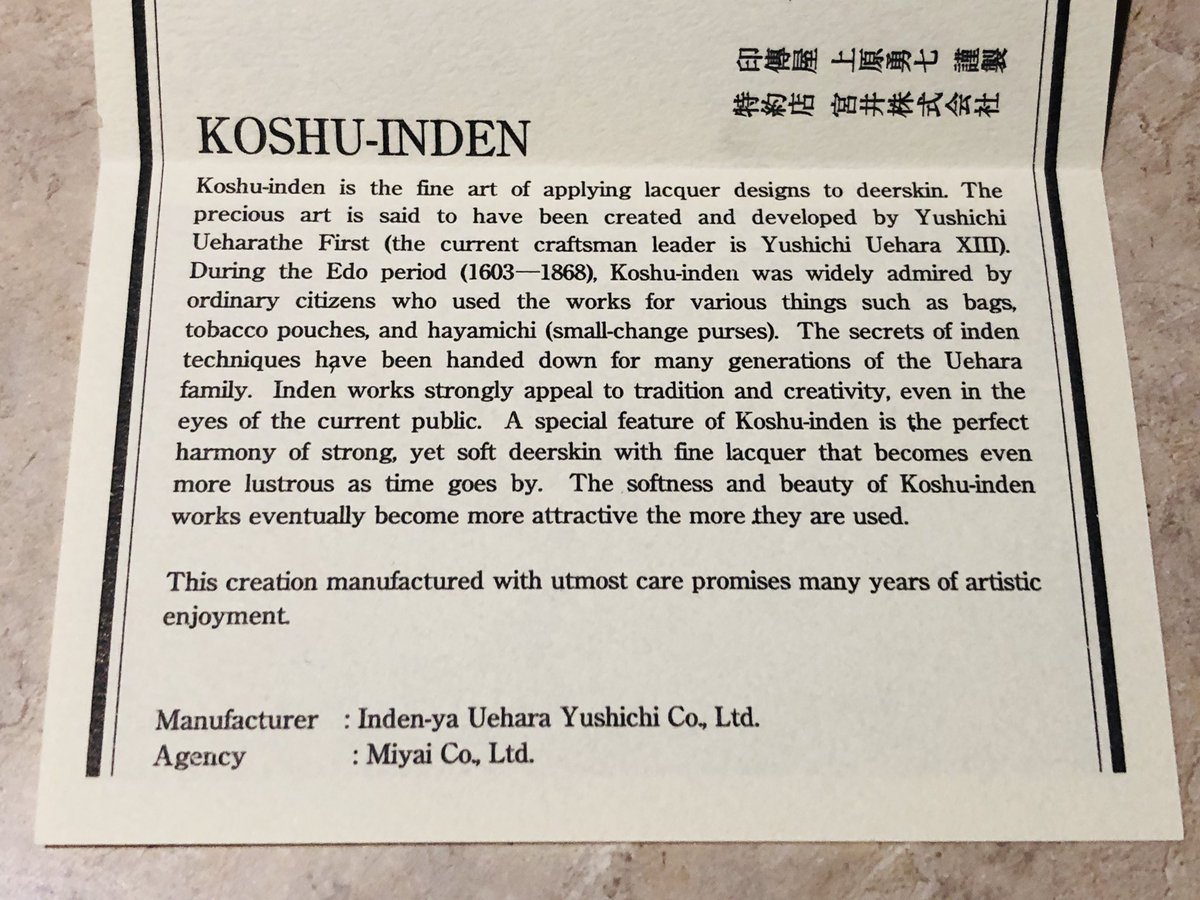 印傳屋 上原勇七 謹製
特約店 宮井株式会社
KOSHU-INDEN
Koshu-inden is the fine art of applying lacquer designs to deerskin. The
precious art is said to have been created and developed by Yushichi
Ueharathe First (the current craftsman leader is Yushichi Uehara XIII).
During the Edo period (1603—1868), Koshu-inden was widely admired by
ordinary citizens who used the works for various things such as bags,
tobacco pouches, and hayamichi (small-change purses). The secrets of inden
techniques have been handed down for many generations of the Uehara
family. Inden works strongly appeal to tradition and creativity, even in the
eyes of the current public. A special feature of Koshu-inden is the perfect
harmony of strong, yet soft deerskin with fine lacquer that becomes even
more lustrous as time goes by. The softness and beauty of Koshu-inden
works eventually become more attractive the more they are used.
This creation manufactured with utmost care promises many years of artistic
enjoyment.
Manufacturer : Inden-ya Uehara Yushichi Co., Ltd.
Agency : Miyai Co., Ltd.